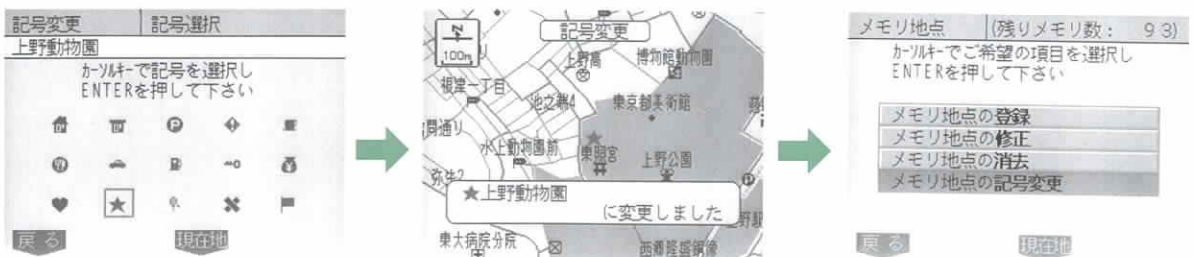 記号変更 記号選択
上野動物園
カーソルキーで記号を選択し
ENTERを押して下さい
戻る 現在地
N
100m
記号変更
上野高
博物館動物園
根津一丁目
池之端4
東京都美術館
水上動物園前
東照宮
上野公園
弥生2
★上野動物園
に変更しました
東大病院分院
西郷隆盛銅像
メモリ地点 (残りメモリ数: 93)
カーソルキーでご希望の項目を選択し
ENTERを押して下さい
メモリ地点の登録
メモリ地点の修正
メモリ地点の消去
メモリ地点の記号変更
戻る 現在地